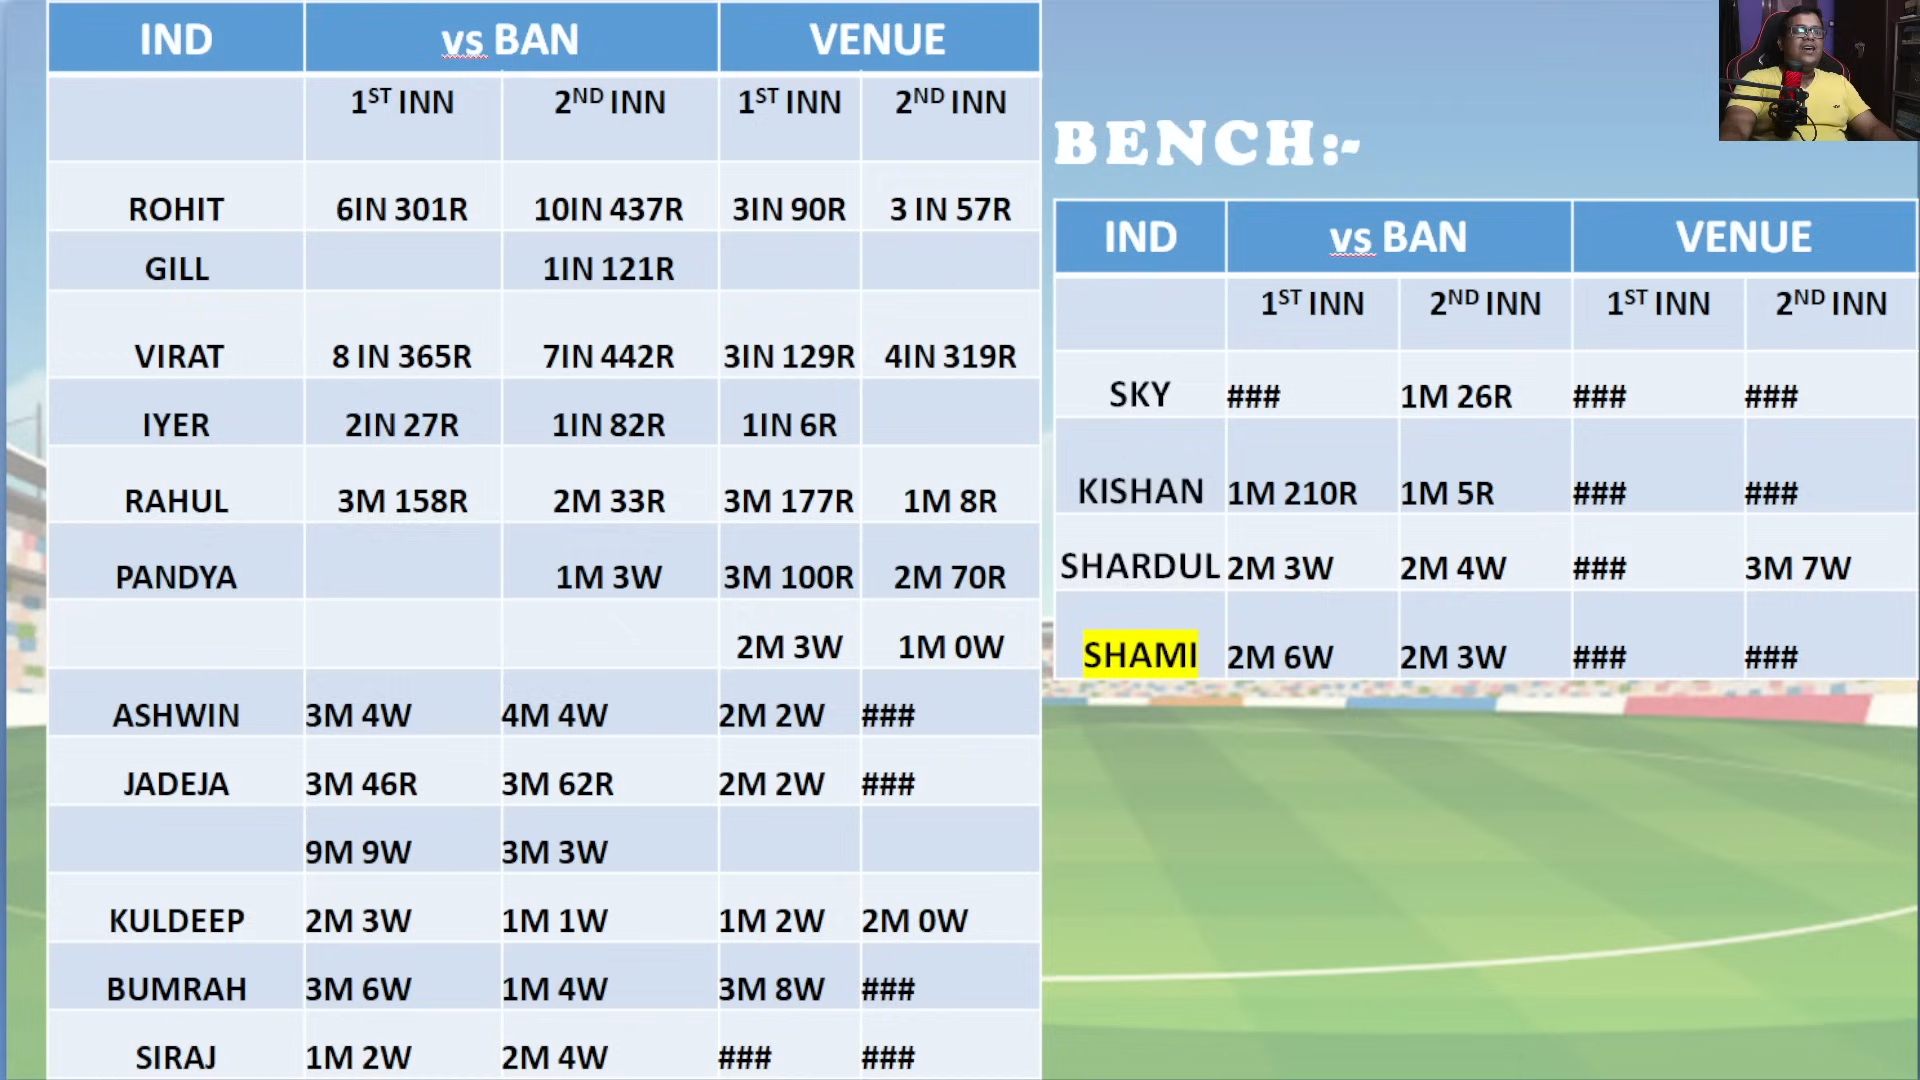 IND vs BAN VENUE
1ST INN 2ND INN 1ST INN 2ND INN
ROHIT 6IN 301R 10IN 437R 3IN 90R 3 IN 57R
GILL 1IN 121R
VIRAT 8 IN 365R 7IN 442R 3IN 129R 4IN 319R
IYER 2IN 27R 1IN 82R 1IN 6R
RAHUL 3M 158R 2M 33R 3M 177R 1M 8R
PANDYA 1M 3W 3M 100R 2M 70R
2M 3W 1M 0W
ASHWIN 3M 4W 4M 4W 2M 2W ###
JADEJA 3M 46R 3M 62R 2M 2W ###
9M 9W 3M 3W
KULDEEP 2M 3W 1M 1W 1M 2W 2M 0W
BUMRAH 3M 6W 1M 4W 3M 8W ###
SIRAJ 1M 2W 2M 4W ### ###
BENCH:-
IND vs BAN VENUE
1ST INN 2ND INN 1ST INN 2ND INN
SKY ### 1M 26R ### ###
KISHAN 1M 210R 1M 5R ### ###
SHARDUL 2M 3W 2M 4W ### 3M 7W
SHAMI 2M 6W 2M 3W ### ###